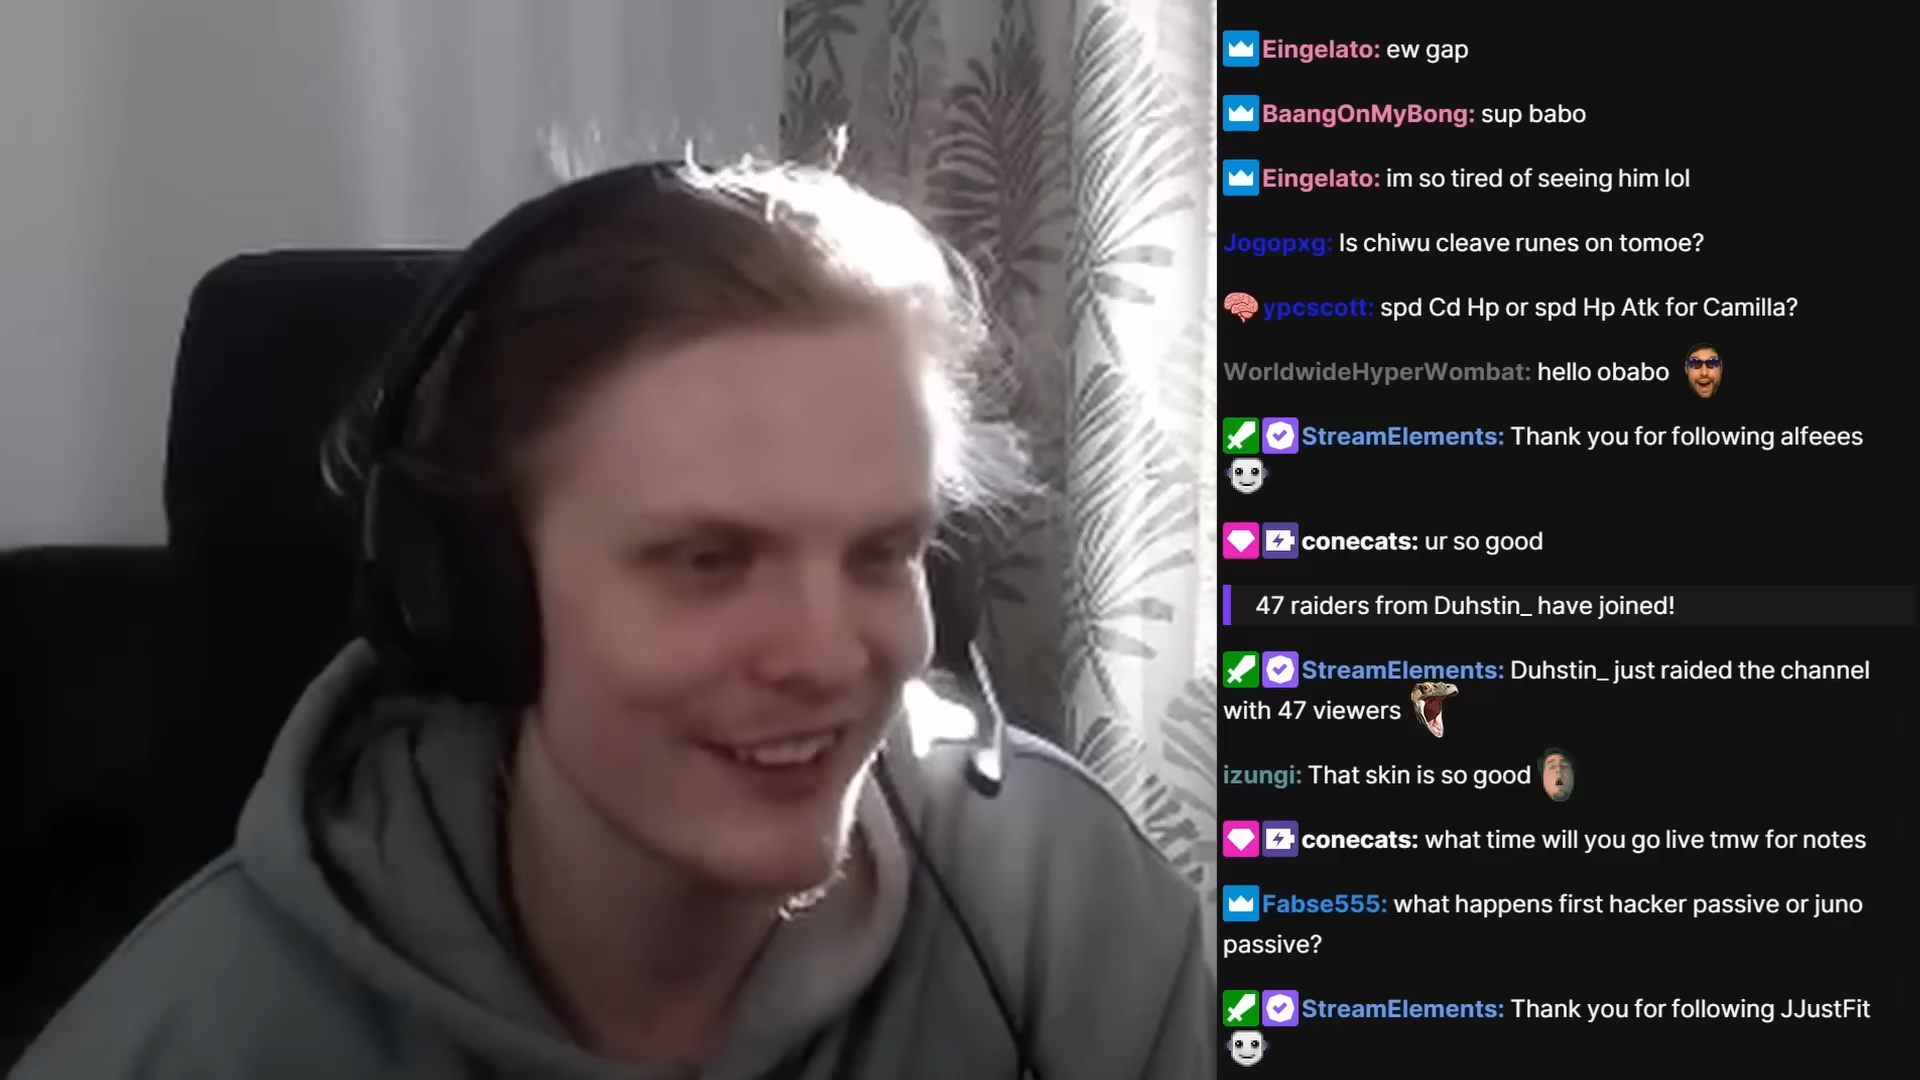 Eingelato: ew gap
BaangOnMyBong: sup babo
Eingelato: im so tired of seeing him lol
Jogopxg: Is chiwu cleave runes on tomoe?
ypcscott: spd Cd Hp or spd Hp Atk for Camilla?
WorldwideHyperWombat: hello obabo
StreamElements: Thank you for following alfeees
conecats: ur so good
47 raiders from Duhstin_ have joined!
StreamElements: Duhstin_ just raided the channel
with 47 viewers
izungi: That skin is so good
conecats: what time will you go live tmw for notes
Fabse555: what happens first hacker passive or juno
passive?
StreamElements: Thank you for following JJustFit